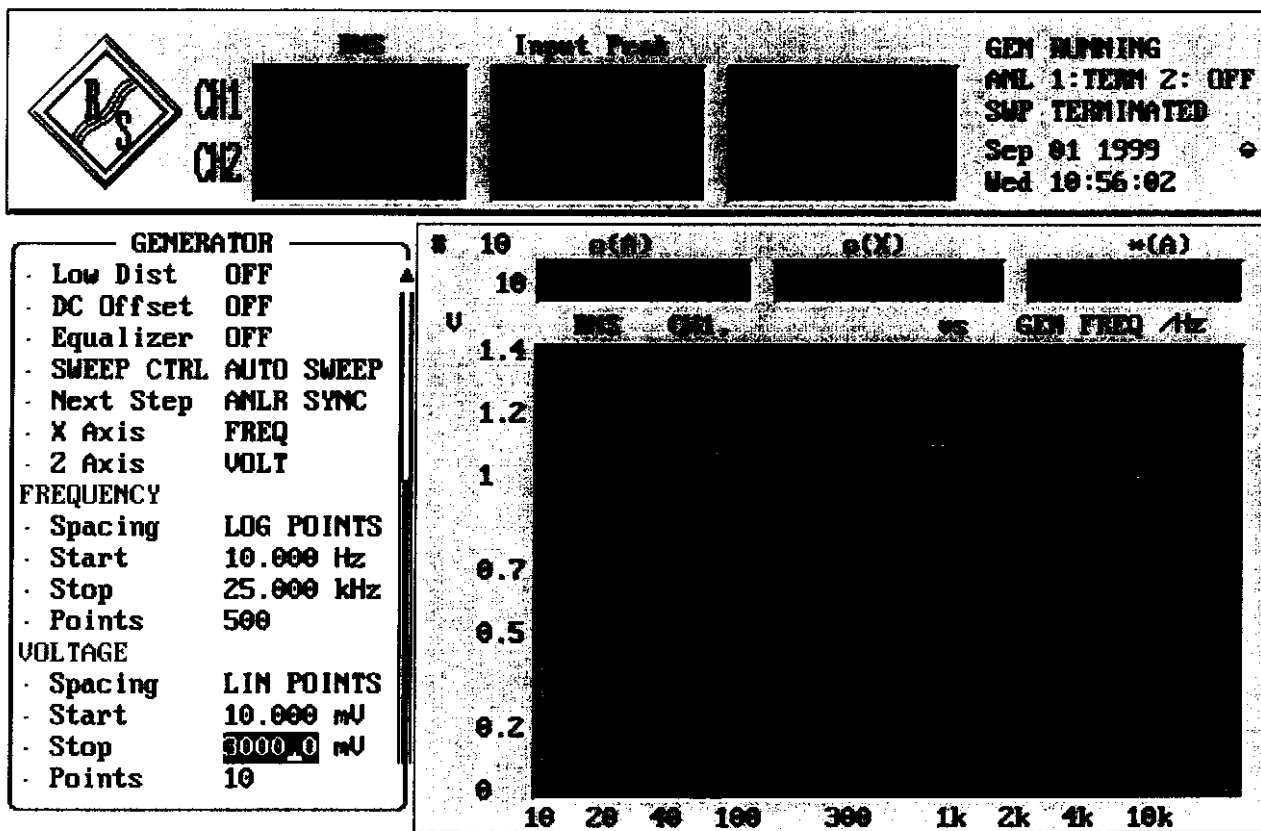 RMS Input Peak
R
S
CH1
CH2
GEN RUNNING
ANL 1:TERM 2: OFF
SWP TERMINATED
Sep 01 1999
Wed 10:56:02
GENERATOR
· Low Dist OFF
· DC Offset OFF
· Equalizer OFF
· SWEEP CTRL AUTO SWEEP
· Next Step ANLR SYNC
· X Axis FREQ
· Z Axis VOLT
FREQUENCY
· Spacing LOG POINTS
· Start 10.000 Hz
· Stop 25.000 kHz
· Points 500
VOLTAGE
· Spacing LIN POINTS
· Start 10.000 mV
· Stop 3000.0 mV
· Points 10
10 o(X) *(A)
10
V RMS vs GEN FREQ /Hz
1.4
1.2
1
0.7
0.5
0.2
0
10 20 40 100 300 1k 2k 4k 10k